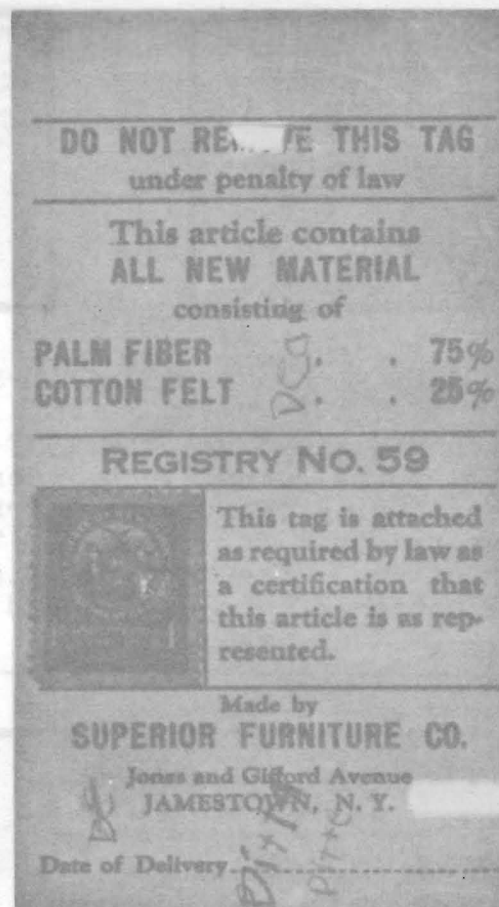 DO NOT THIS TAG
under penalty of law
This article contains
ALL NEW MATERIAL
consisting of
PALM FIBER . . 75%
COTTON FELT . . 25%
REGISTRY NO. 59
This tag is attached
as required by law as
a certification that
this article is as rep-
resented.
Made by
SUPERIOR FURNITURE CO.
Jones and Gifford Avenue
JAMESTOWN, N. Y.
Date of Delivery